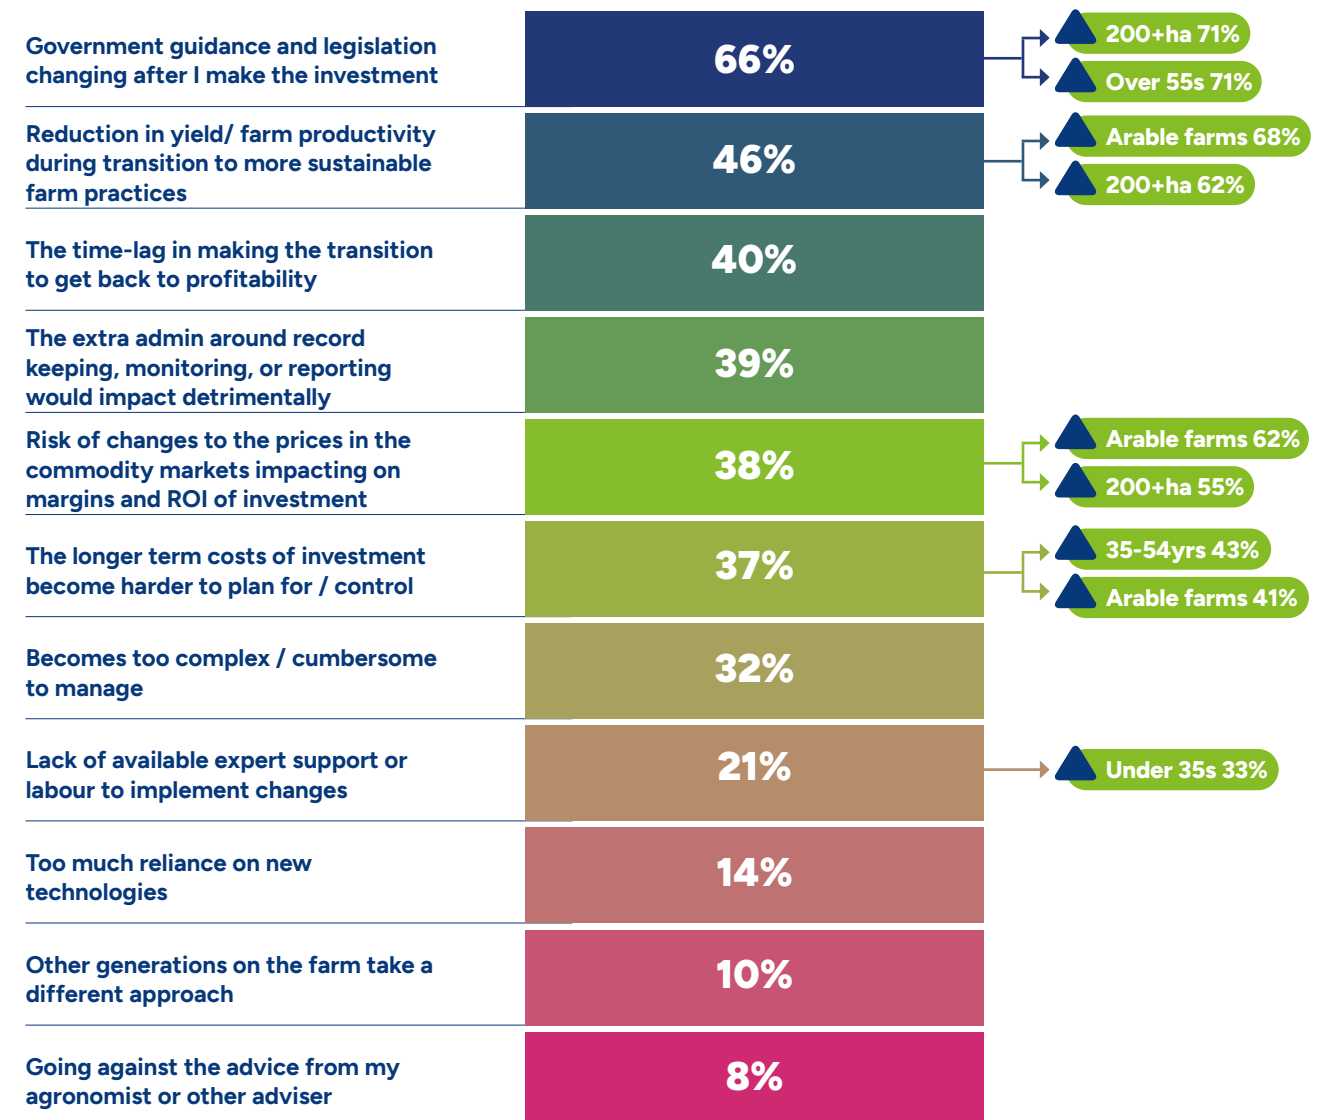 Government guidance and legislation
changing after I make the investment
66%
200+ha 71%
Over 55s 71%
Reduction in yield/ farm productivity
during transition to more sustainable
farm practices
46%
Arable farms 68%
200+ha 62%
The time-lag in making the transition
to get back to profitability
40%
The extra admin around record
keeping, monitoring, or reporting
would impact detrimentally
39%
Risk of changes to the prices in the
commodity markets impacting on
margins and ROI of investment
38%
Arable farms 62%
200+ha 55%
The longer term costs of investment
become harder to plan for / control
37%
35-54yrs 43%
Arable farms 41%
Becomes too complex / cumbersome
to manage
32%
Lack of available expert support or
labour to implement changes
21%
Under 35s 33%
Too much reliance on new
technologies
14%
Other generations on the farm take a
different approach
10%
Going against the advice from my
agronomist or other adviser
8%